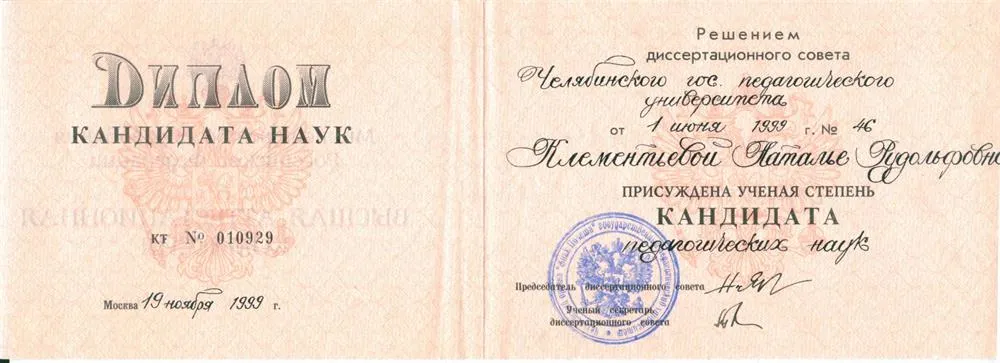 ДИПЛОМ
КАНДИДАТА НАУК
КТ № 010929
Москва 19 ноября 1999 г.
Решением
диссертационного совета
Челябинского гос. педагогического
университета
от 1 июня 1999 г. № 46
Клементьевой Наталье Рудольфовне
ПРИСУЖДЕНА УЧЕНАЯ СТЕПЕНЬ
КАНДИДАТА
педагогических наук
Председатель диссертационного совета
Ученый секретарь
диссертационного совета